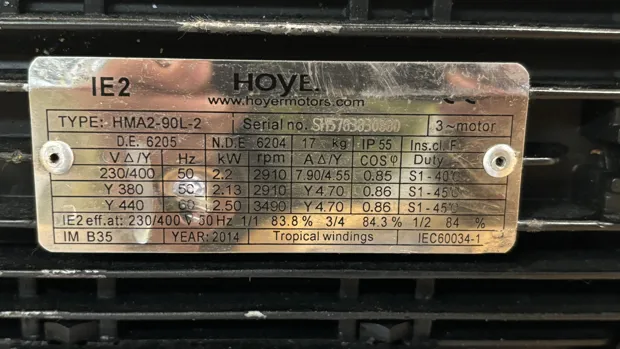 IE2 HOYE.
www.hoyermotors.com
TYPE: HMA2-90L-2 Serial no. 3~motor
D.E. 6205 N.D.E 6204 17 kg IP 55 Ins.cl.F
V Δ/Y Hz kW rpm A Δ/Y COSφ Duty
230/400 50 2.2 2910 7.90/4.55 0.85 S1-40
Y 380 50 2.13 2910 Y 4.70 0.86 S1-45
Y 440 60 2.50 3490 Y 4.70 0.86 S1-45
IE2 eff.at: 230/400 V 50 Hz 1/1 83.8 % 3/4 84.3 % 1/2 84 %
IM B35 YEAR: 2014 Tropical windings IEC60034-1